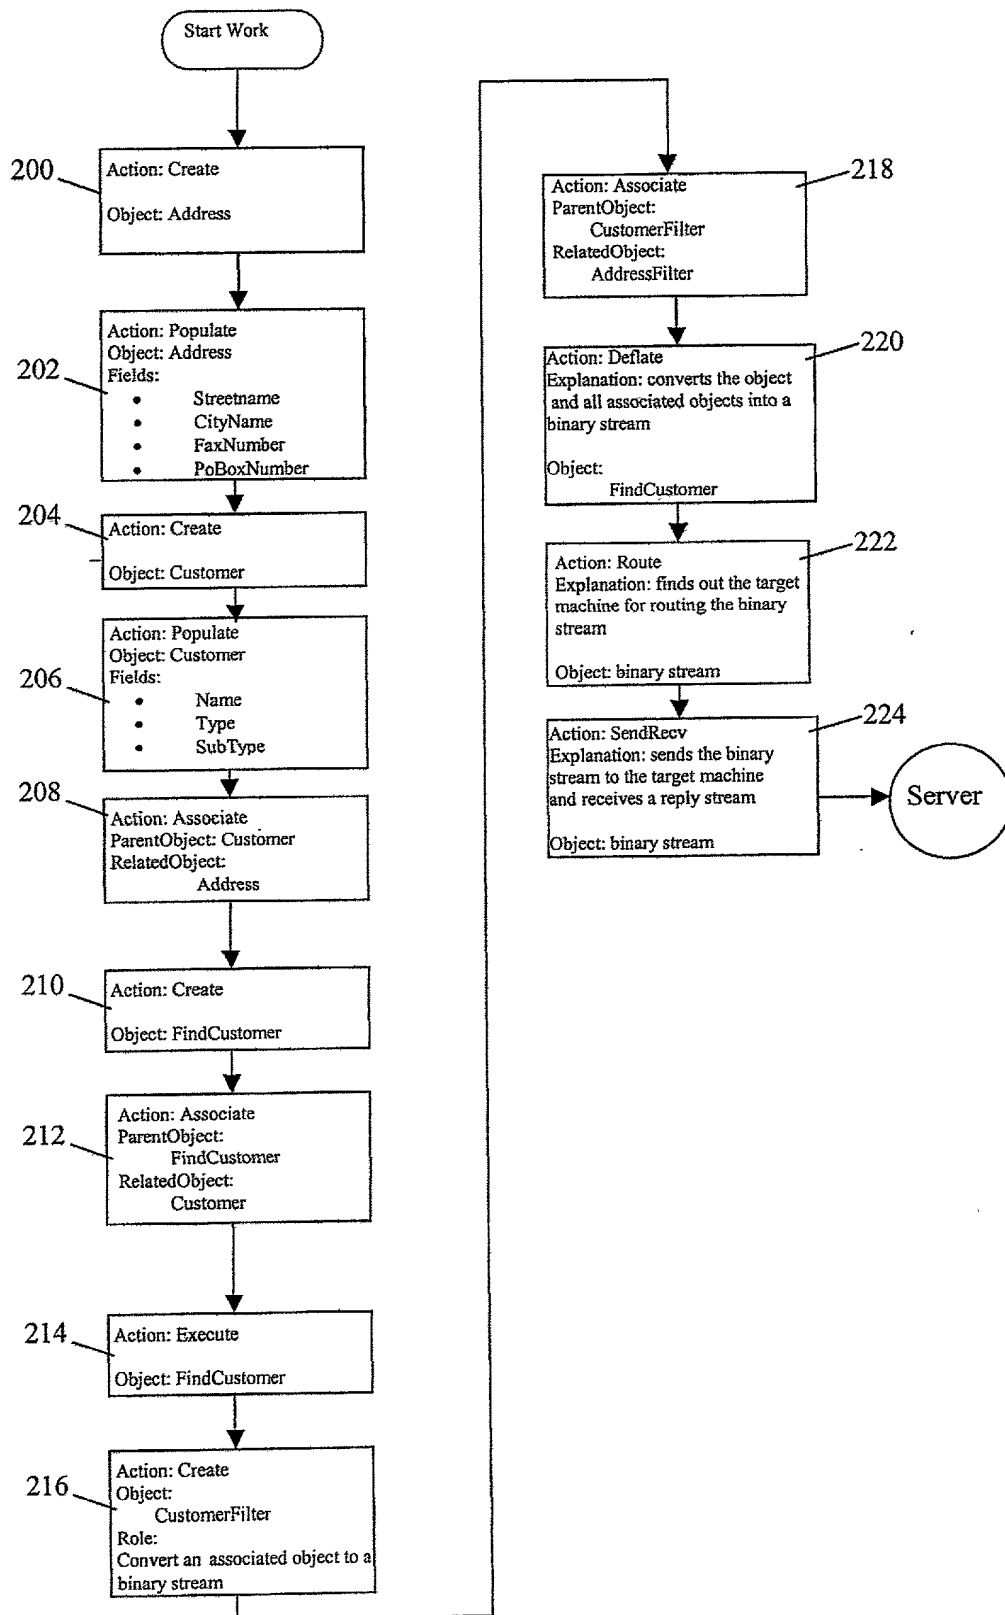 Start Work
200
Action: Create
Object: Address
202
Action: Populate
Object: Address
Fields:
• Streetname
• CityName
• FaxNumber
• PoBoxNumber
204
Action: Create
Object: Customer
206
Action: Populate
Object: Customer
Fields:
• Name
• Type
• SubType
208
Action: Associate
ParentObject: Customer
RelatedObject:
Address
210
Action: Create
Object: FindCustomer
212
Action: Associate
ParentObject:
FindCustomer
RelatedObject:
Customer
214
Action: Execute
Object: FindCustomer
216
Action: Create
Object:
CustomerFilter
Role:
Convert an associated object to a
binary stream
218
Action: Associate
ParentObject:
CustomerFilter
RelatedObject:
AddressFilter
220
Action: Deflate
Explanation: converts the object
and all associated objects into a
binary stream
Object:
FindCustomer
222
Action: Route
Explanation: finds out the target
machine for routing the binary
stream
Object: binary stream
224
Action: SendRecv
Explanation: sends the binary
stream to the target machine
and receives a reply stream
Object: binary stream
Server